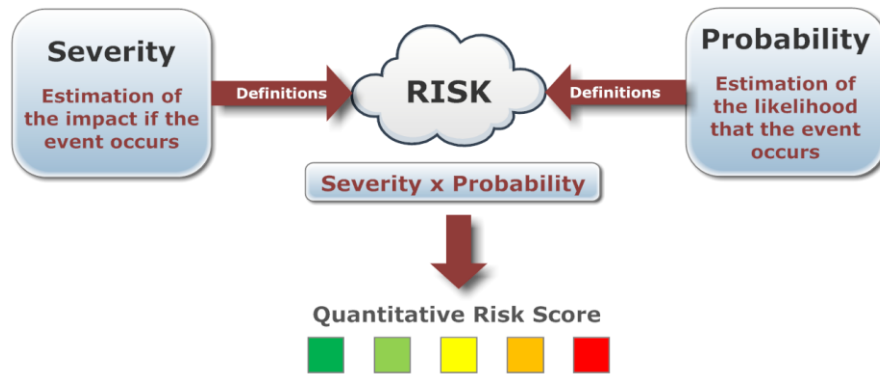 Severity
Estimation of
the impact if the
event occurs
Definitions
RISK
Definitions
Probability
Estimation of
the likelihood
that the event
occurs
Severity x Probability
Quantitative Risk Score